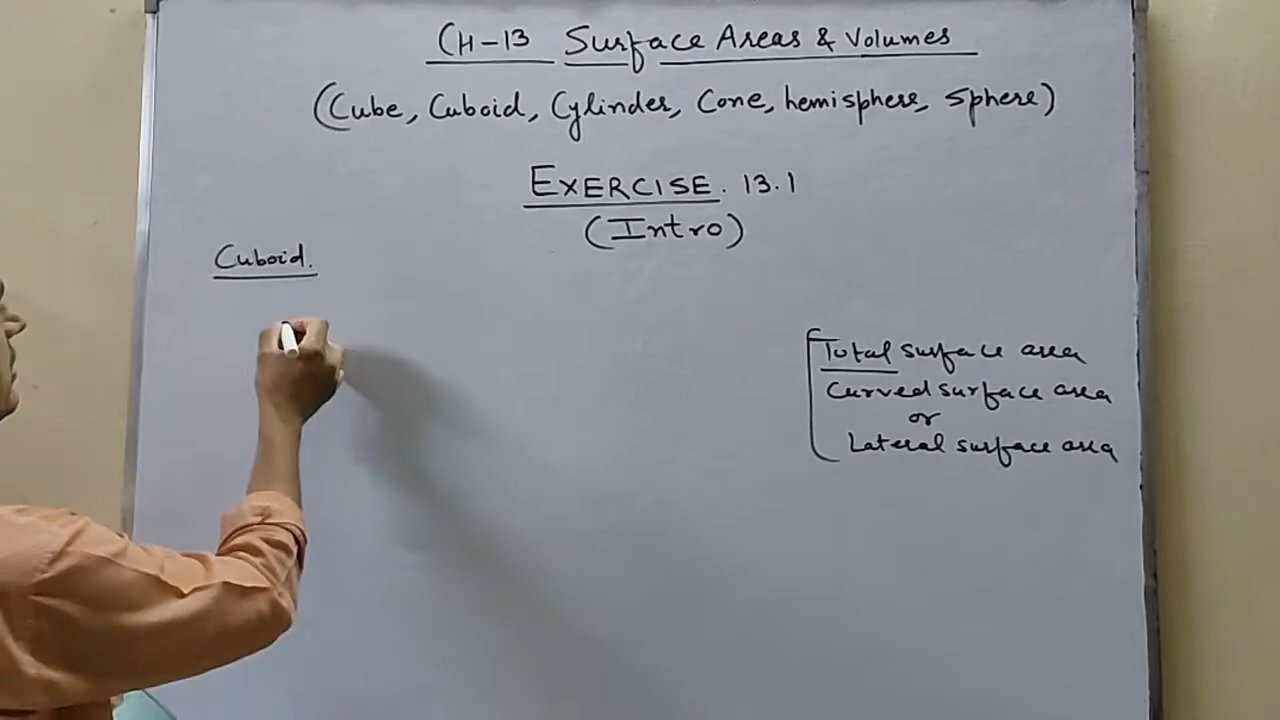 CH-13 Surface Areas & Volumes
(Cube, Cuboid, Cylinder, Cone, hemisphere, Sphere)
EXERCISE. 13.1
(Intro)
Cuboid.
Total surface area
Curved surface area
or
Lateral surface area